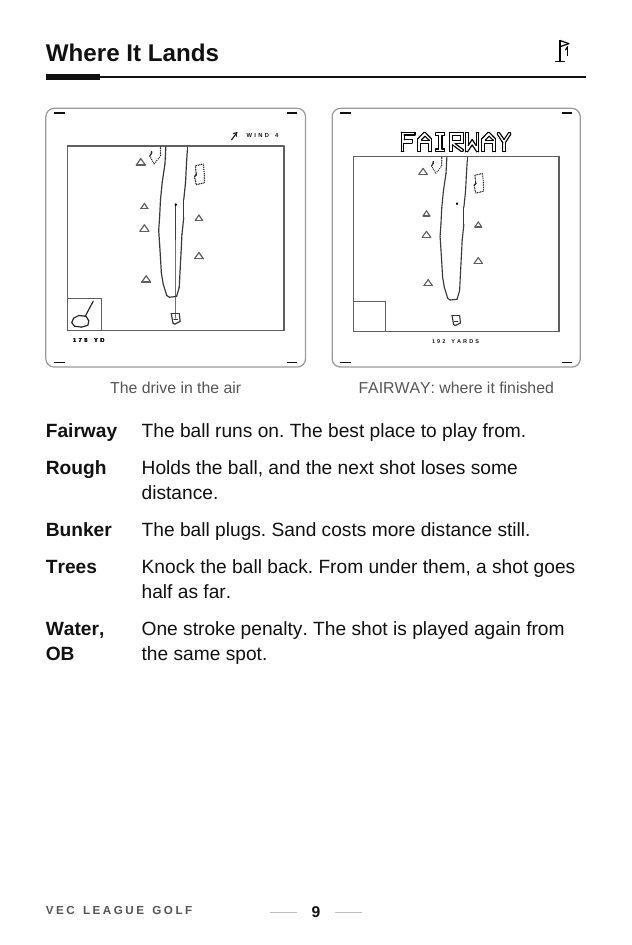 Where It Lands
WIND 4
175 YD
FAIRWAY
192 YARDS
The drive in the air
FAIRWAY: where it finished
Fairway The ball runs on. The best place to play from.
Rough Holds the ball, and the next shot loses some
distance.
Bunker The ball plugs. Sand costs more distance still.
Trees Knock the ball back. From under them, a shot goes
half as far.
Water, One stroke penalty. The shot is played again from
OB the same spot.
VEC LEAGUE GOLF 9